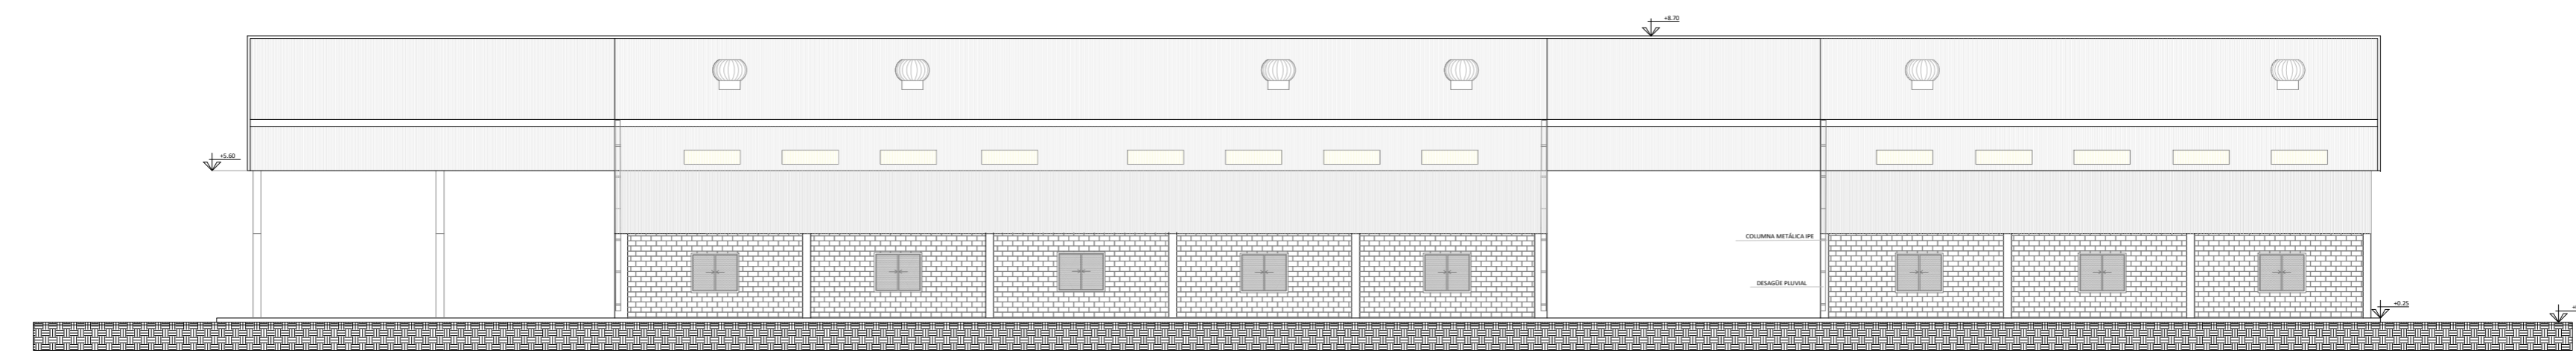 +8.70
+5.60
COLUMNA METÁLICA IPE
DESAGÜE PLUVIAL
+0.25